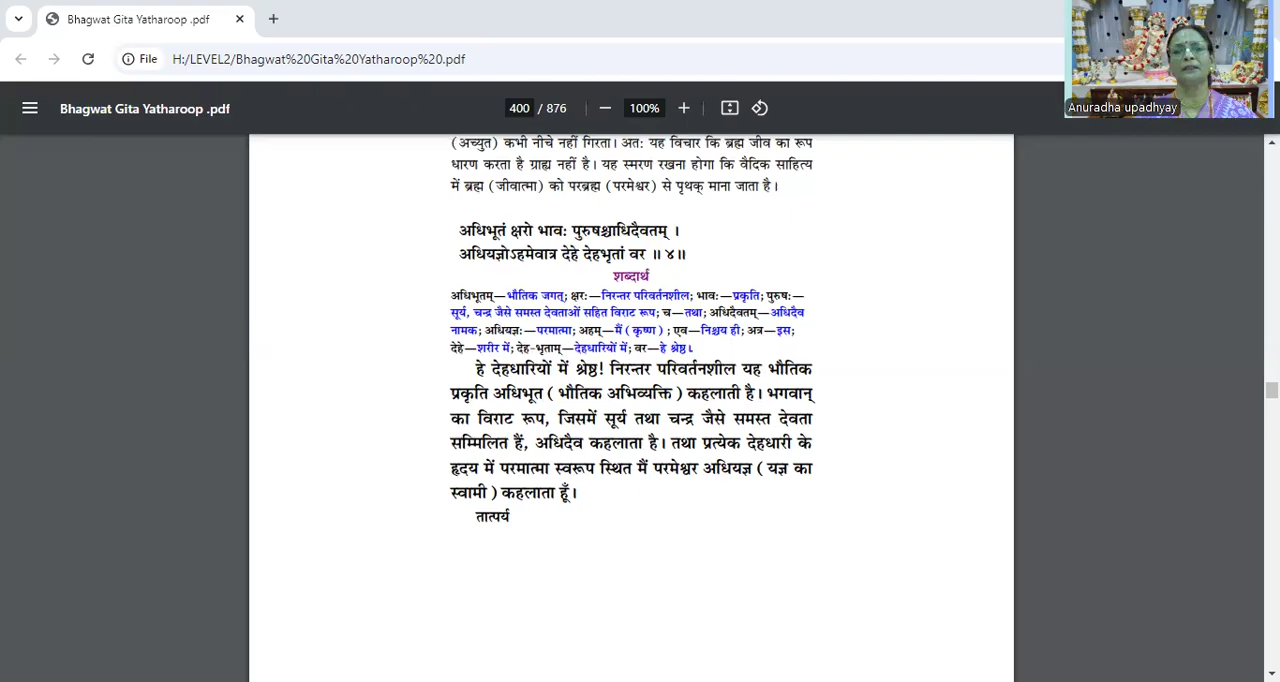 Bhagwat Gita Yatharoop .pdf
File H:/LEVEL2/Bhagwat%20Gita%20Yatharoop%20.pdf
Bhagwat Gita Yatharoop .pdf 400 / 876 100%
Anuradha upadhyay
(अच्युत) कभी नीचे नहीं गिरता। अतः यह विचार कि ब्रह्म जीव का रूप
धारण करता है ग्राह्य नहीं है। यह स्मरण रखना होगा कि वैदिक साहित्य
में ब्रह्म (जीवात्मा) को परब्रह्म (परमेश्वर) से पृथक् माना जाता है।
अधिभूतं क्षरो भावः पुरुषश्चाधिदैवतम् ।
अधियज्ञोऽहमेवात्र देहे देहभृतां वर ॥ ४॥
शब्दार्थ
अधिभूतम्—भौतिक जगत्; क्षरः—निरन्तर परिवर्तनशील; भावः—प्रकृति; पुरुषः—
सूर्य, चन्द्र जैसे समस्त देवताओं सहित विराट रूप; च—तथा; अधिदैवतम्—अधिदैव
नामक; अधियज्ञः—परमात्मा; अहम्—मैं ( कृष्ण ) ; एव—निश्चय ही; अत्र—इस;
देहे—शरीर में; देह-भृताम्—देहधारियों में; वर—हे श्रेष्ठ।
हे देहधारियों में श्रेष्ठ! निरन्तर परिवर्तनशील यह भौतिक
प्रकृति अधिभूत ( भौतिक अभिव्यक्ति ) कहलाती है। भगवान्
का विराट रूप, जिसमें सूर्य तथा चन्द्र जैसे समस्त देवता
सम्मिलित हैं, अधिदैव कहलाता है। तथा प्रत्येक देहधारी के
हृदय में परमात्मा स्वरूप स्थित मैं परमेश्वर अधियज्ञ ( यज्ञ का
स्वामी ) कहलाता हूँ।
तात्पर्य